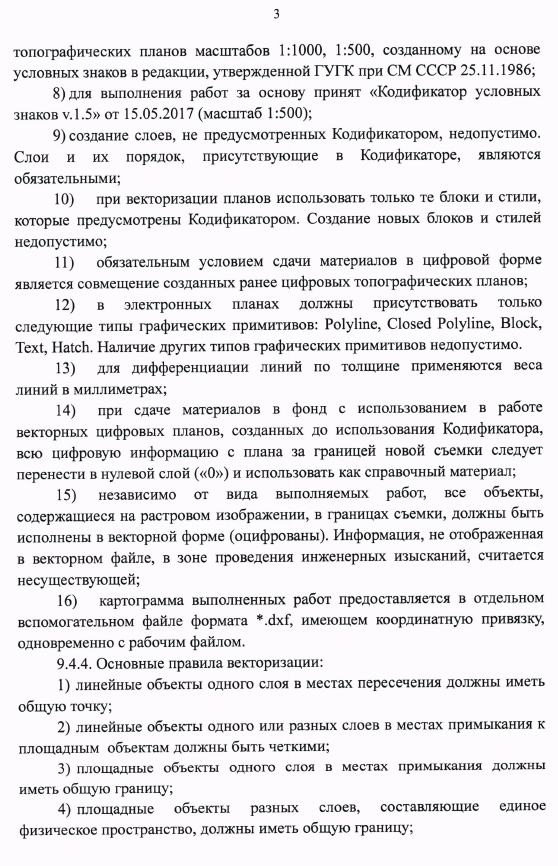 3
топографических планов масштабов 1:1000, 1:500, созданному на основе
условных знаков в редакции, утвержденной ГУГК при СМ СССР 25.11.1986;
8) для выполнения работ за основу принят «Кодификатор условных
знаков v.1.5» от 15.05.2017 (масштаб 1:500);
9) создание слоев, не предусмотренных Кодификатором, недопустимо.
Слои и их порядок, присутствующие в Кодификаторе, являются
обязательными;
10) при векторизации планов использовать только те блоки и стили,
которые предусмотрены Кодификатором. Создание новых блоков и стилей
недопустимо;
11) обязательным условием сдачи материалов в цифровой форме
является совмещение созданных ранее цифровых топографических планов;
12) в электронных планах должны присутствовать только
следующие типы графических примитивов: Polyline, Closed Polyline, Block,
Text, Hatch. Наличие других типов графических примитивов недопустимо.
13) для дифференциации линий по толщине применяются веса
линий в миллиметрах;
14) при сдаче материалов в фонд с использованием в работе
векторных цифровых планов, созданных до использования Кодификатора,
всю цифровую информацию с плана за границей новой съемки следует
перенести в нулевой слой («0») и использовать как справочный материал;
15) независимо от вида выполняемых работ, все объекты,
содержащиеся на растровом изображении, в границах съемки, должны быть
исполнены в векторной форме (оцифрованы). Информация, не отображенная
в векторном файле, в зоне проведения инженерных изысканий, считается
несуществующей;
16) картограмма выполненных работ предоставляется в отдельном
вспомогательном файле формата *.dxf, имеющем координатную привязку,
одновременно с рабочим файлом.
9.4.4. Основные правила векторизации:
1) линейные объекты одного слоя в местах пересечения должны иметь
общую точку;
2) линейные объекты одного или разных слоев в местах примыкания к
площадным объектам должны быть четкими;
3) площадные объекты одного слоя в местах примыкания должны
иметь общую границу;
4) площадные объекты разных слоев, составляющие единое
физическое пространство, должны иметь общую границу;